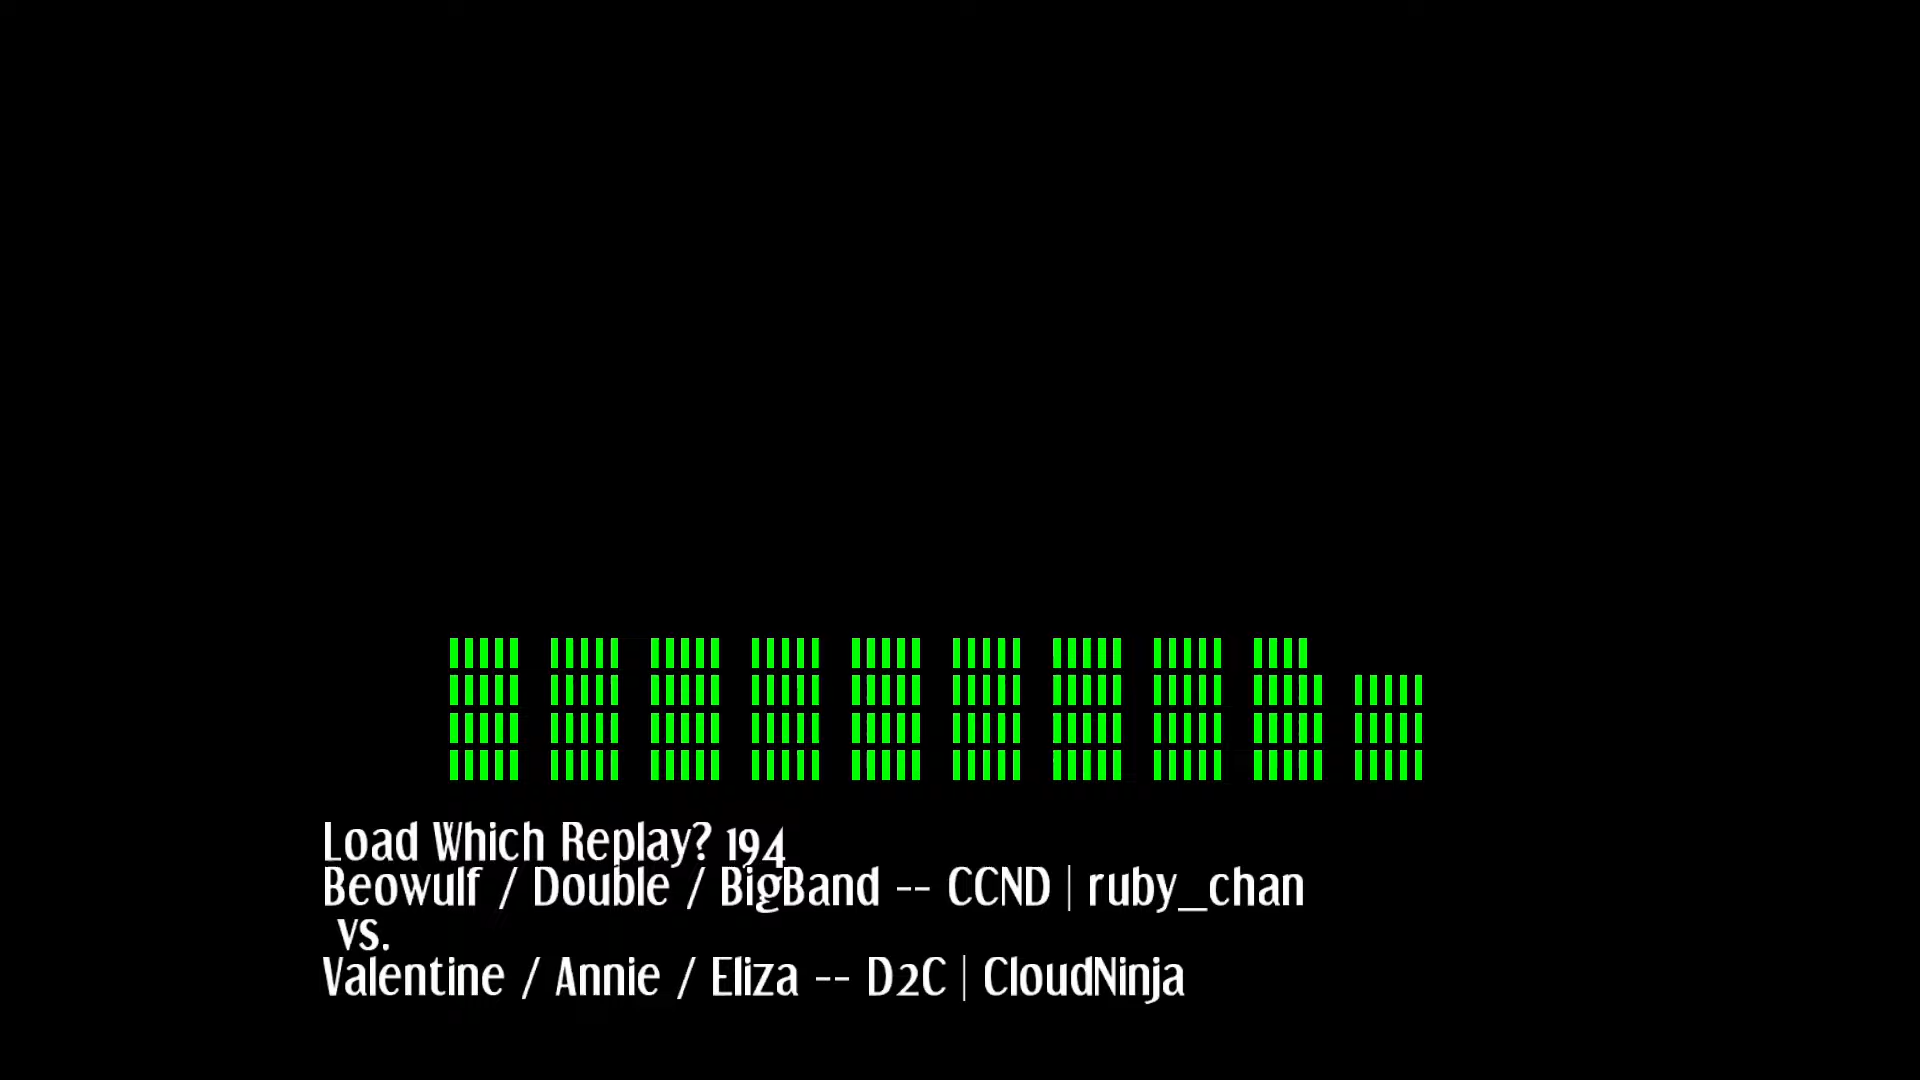 Load Which Replay? 194
Beowulf / Double / BigBand -- CCND | ruby_chan
vs.
Valentine / Annie / Eliza -- D2C | CloudNinja